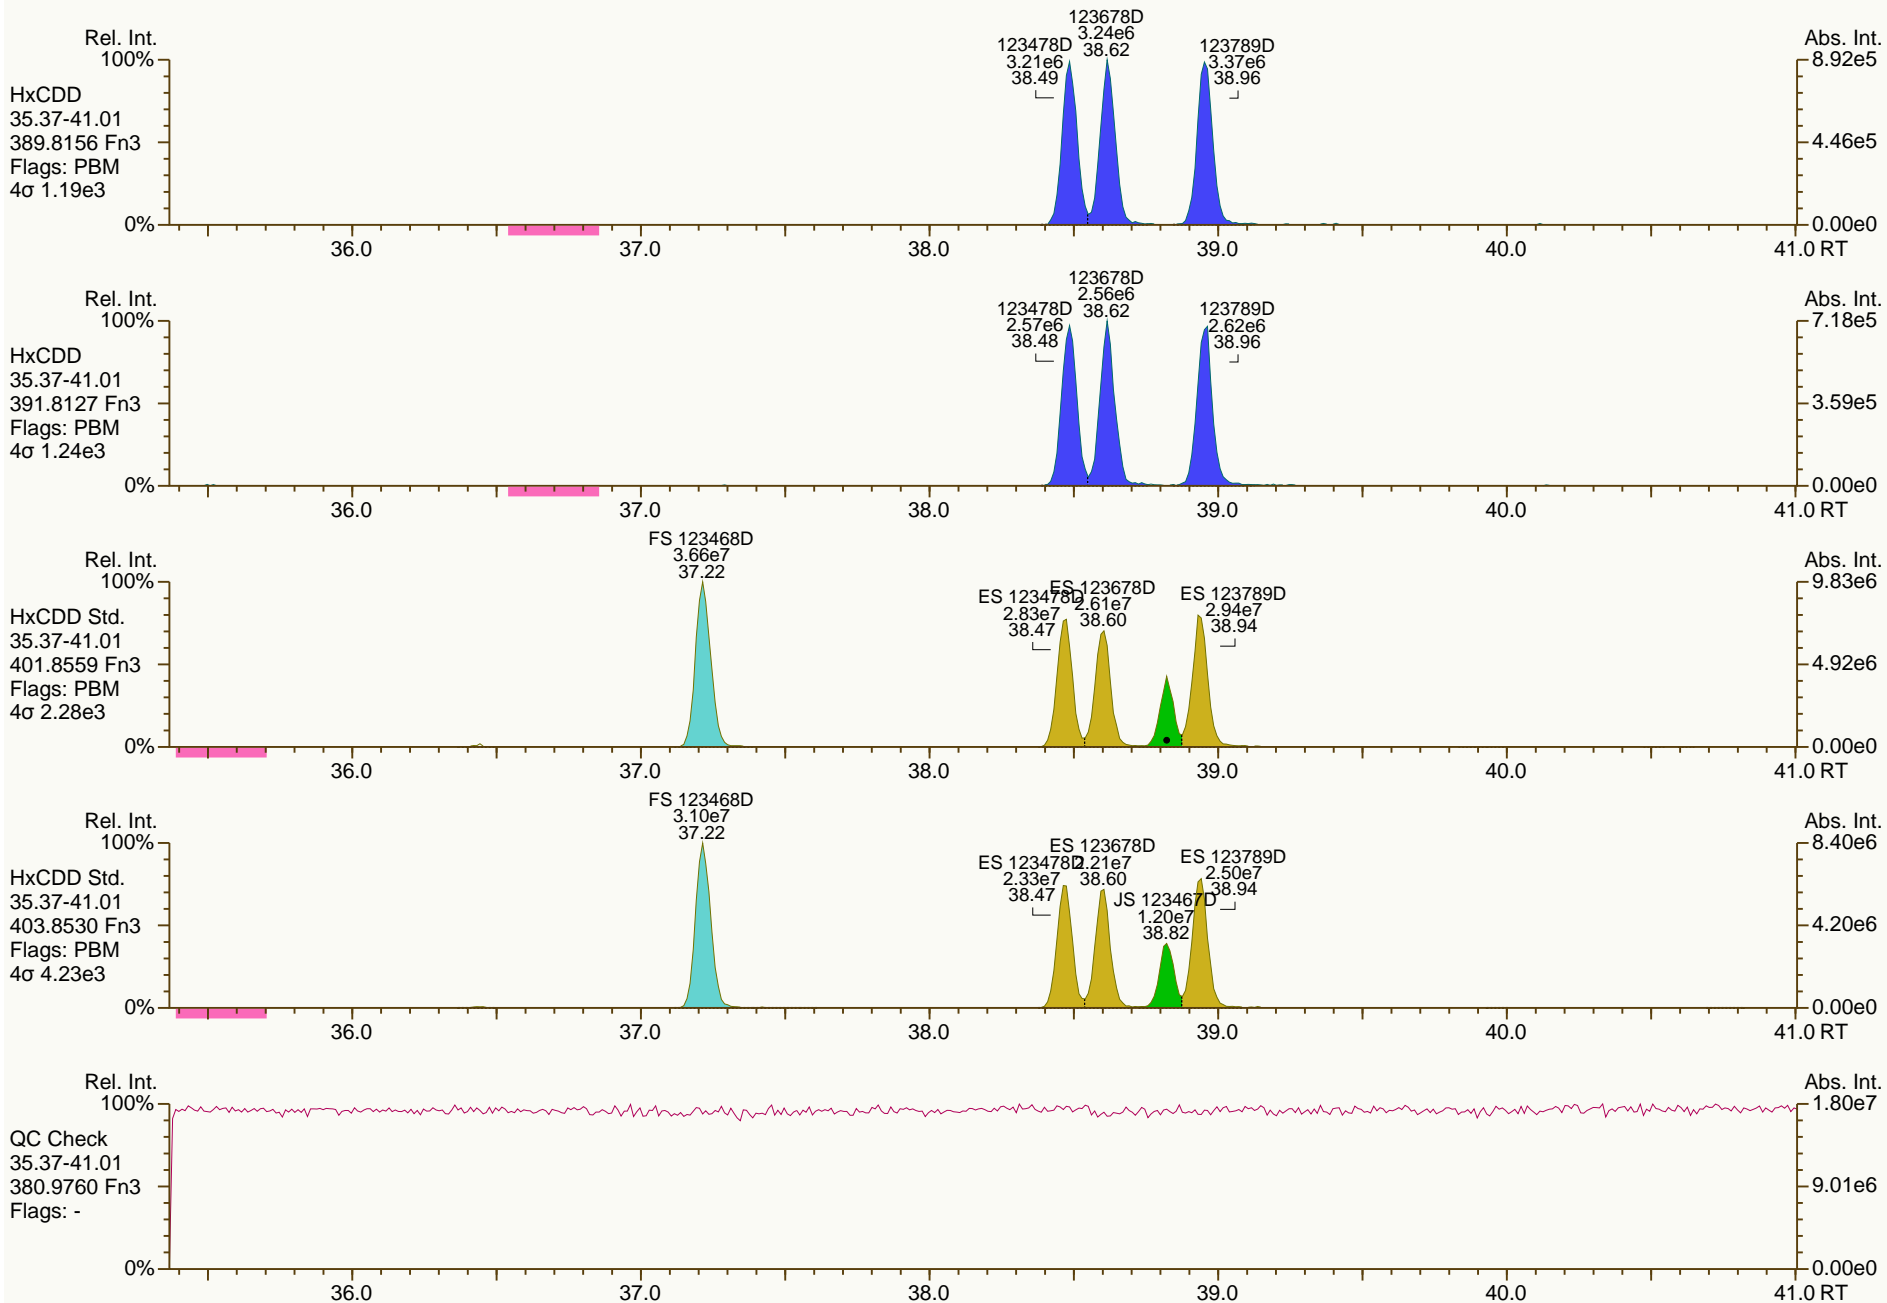 Rel. Int.
100%
0%
HxCDD
35.37-41.01
389.8156 Fn3
Flags: PBM
4σ 1.19e3
123478D
3.21e6
38.49
123678D
3.24e6
38.62
123789D
3.37e6
38.96
Abs. Int.
8.92e5
4.46e5
0.00e0
36.0 37.0 38.0 39.0 40.0 41.0 RT
Rel. Int.
100%
0%
HxCDD
35.37-41.01
391.8127 Fn3
Flags: PBM
4σ 1.24e3
123478D
2.57e6
38.48
123678D
2.56e6
38.62
123789D
2.62e6
38.96
Abs. Int.
7.18e5
3.59e5
0.00e0
36.0 37.0 38.0 39.0 40.0 41.0 RT
Rel. Int.
100%
0%
HxCDD Std.
35.37-41.01
401.8559 Fn3
Flags: PBM
4σ 2.28e3
FS 123468D
3.66e7
37.22
ES 123478D
2.83e7
38.47
ES 123678D
2.61e7
38.60
ES 123789D
2.94e7
38.94
Abs. Int.
9.83e6
4.92e6
0.00e0
36.0 37.0 38.0 39.0 40.0 41.0 RT
Rel. Int.
100%
0%
HxCDD Std.
35.37-41.01
403.8530 Fn3
Flags: PBM
4σ 4.23e3
FS 123468D
3.10e7
37.22
ES 123478D
2.33e7
38.47
ES 123678D
2.21e7
38.60
JS 123467D
1.20e7
38.82
ES 123789D
2.50e7
38.94
Abs. Int.
8.40e6
4.20e6
0.00e0
36.0 37.0 38.0 39.0 40.0 41.0 RT
Rel. Int.
100%
0%
QC Check
35.37-41.01
380.9760 Fn3
Flags: -
Abs. Int.
1.80e7
9.01e6
0.00e0
36.0 37.0 38.0 39.0 40.0 41.0 RT